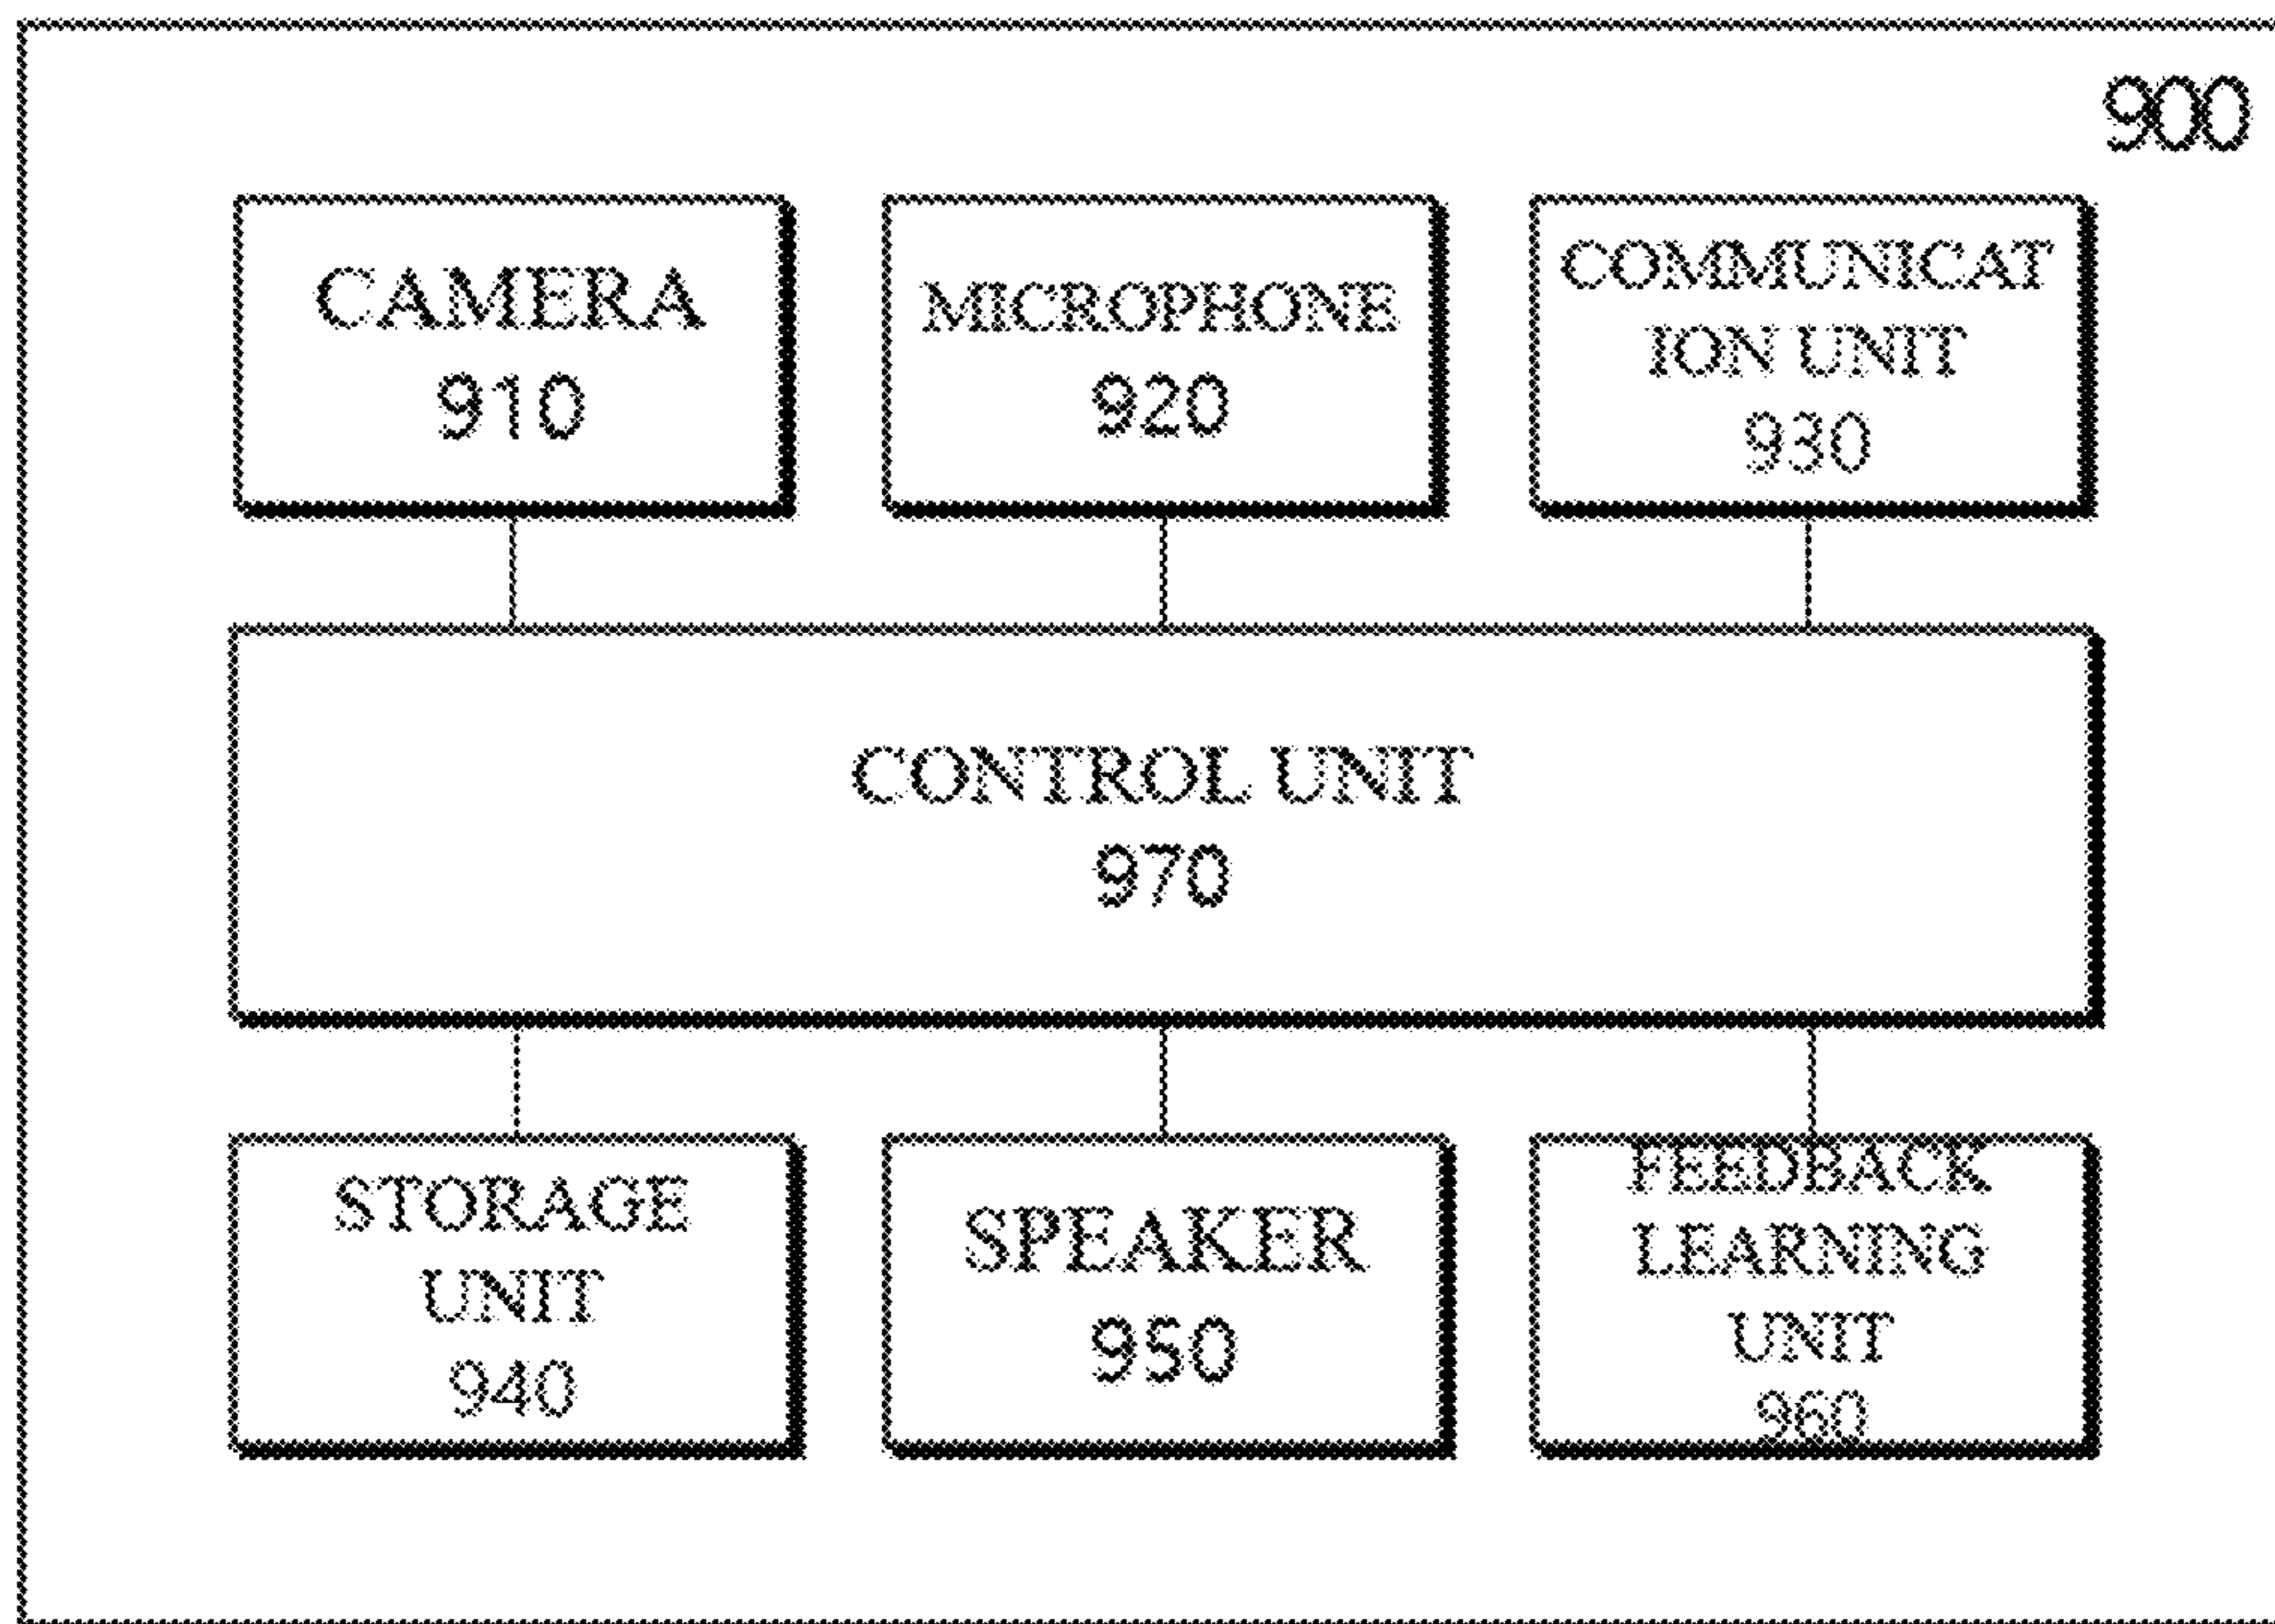 900
CAMERA
910
MICROPHONE
920
COMMUNICAT
ION UNIT
930
CONTROL UNIT
970
STORAGE
UNIT
940
SPEAKER
950
FEEDBACK
LEARNING
UNIT
960